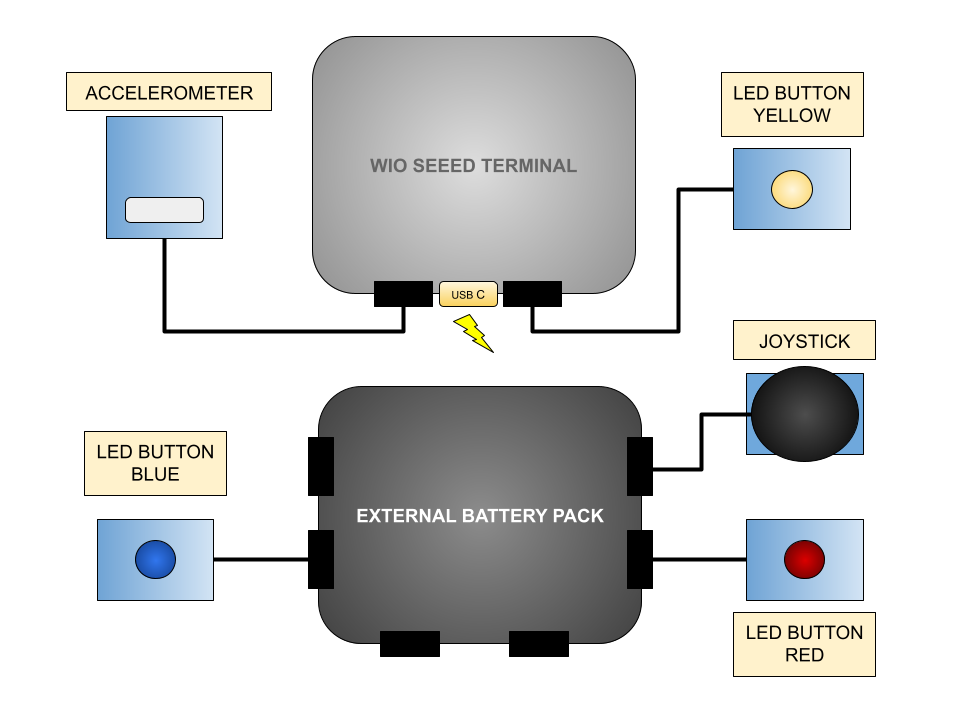 ACCELEROMETER
WIO SEEED TERMINAL
LED BUTTON
YELLOW
USB C
JOYSTICK
LED BUTTON
BLUE
EXTERNAL BATTERY PACK
LED BUTTON
RED